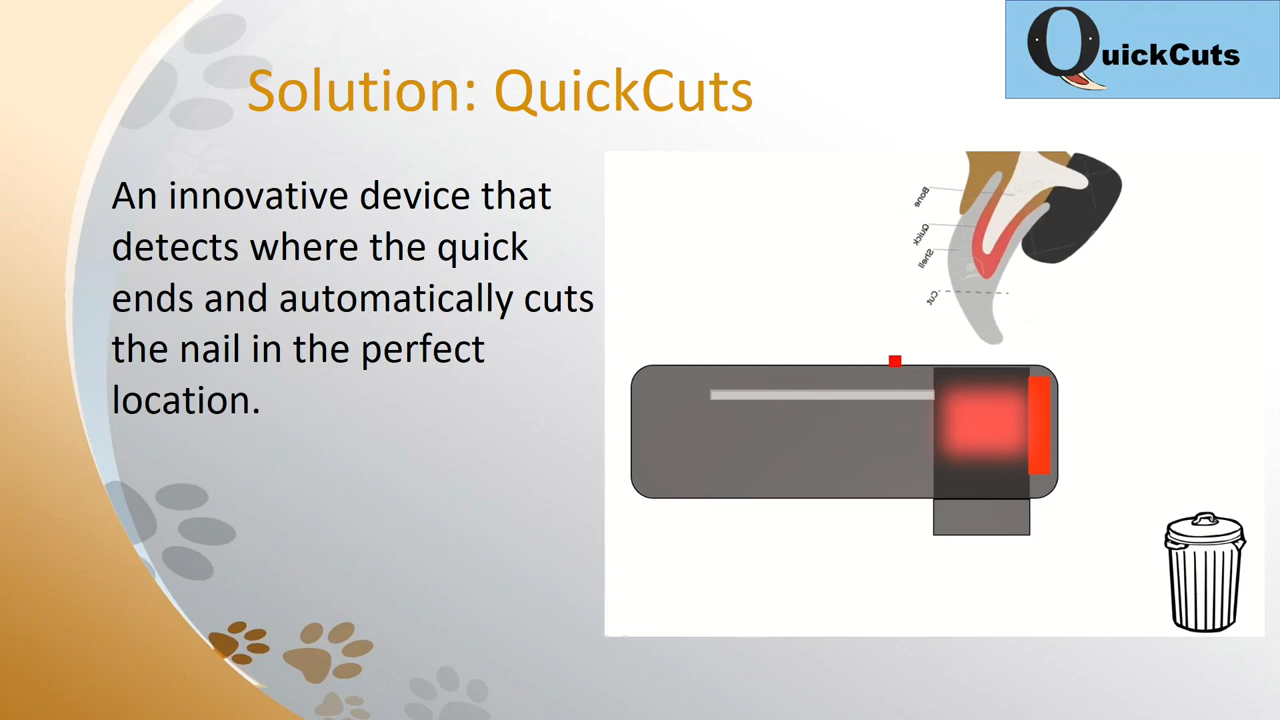 QuickCuts
Solution: QuickCuts
An innovative device that
detects where the quick
ends and automatically cuts
the nail in the perfect
location.
Bone
Quick
Shell
Cut